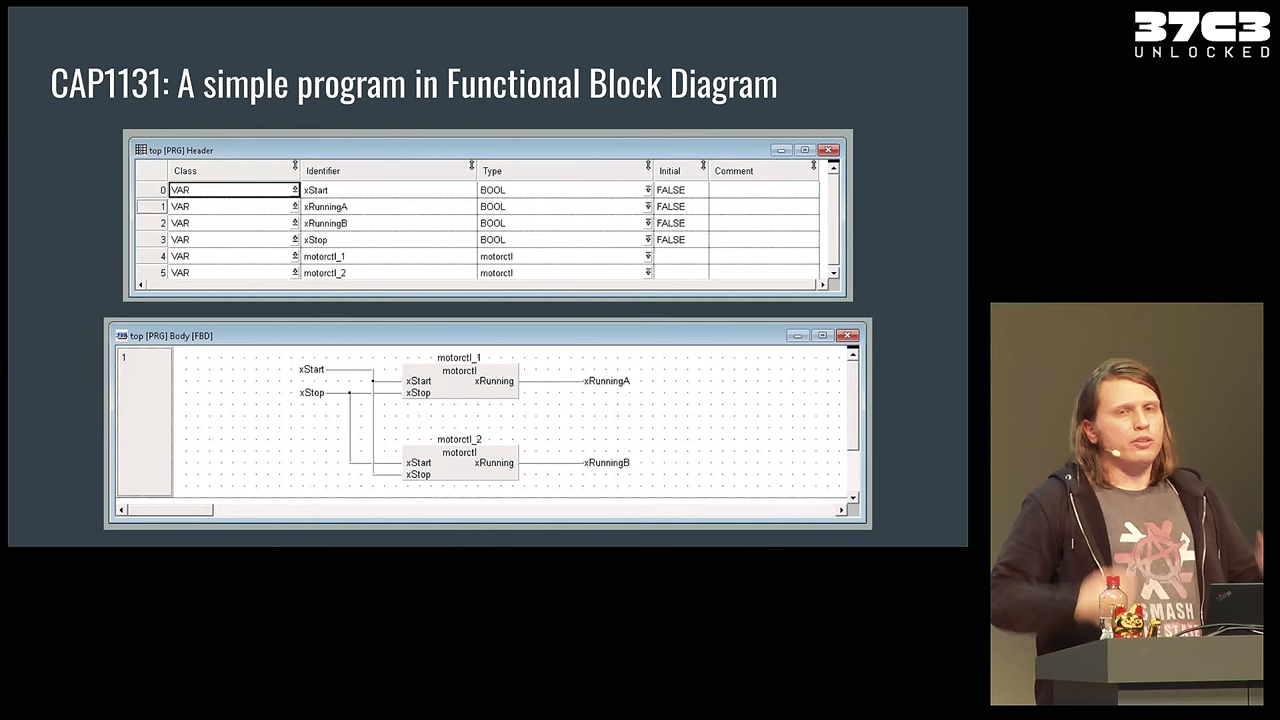 37C3
UNLOCKED
CAP1131: A simple program in Functional Block Diagram
top [PRG] Header
Class Identifier Type Initial Comment
0 VAR xStart BOOL FALSE
1 VAR xRunningA BOOL FALSE
2 VAR xRunningB BOOL FALSE
3 VAR xStop BOOL FALSE
4 VAR motorctl_1 motorctl
5 VAR motorctl_2 motorctl
top [PRG] Body [FBD]
1
motorctl_1
xStart motorctl
xStart xRunning xRunningA
xStop xStop
motorctl_2
motorctl
xStart xRunning xRunningB
xStop
SMASH
STATE